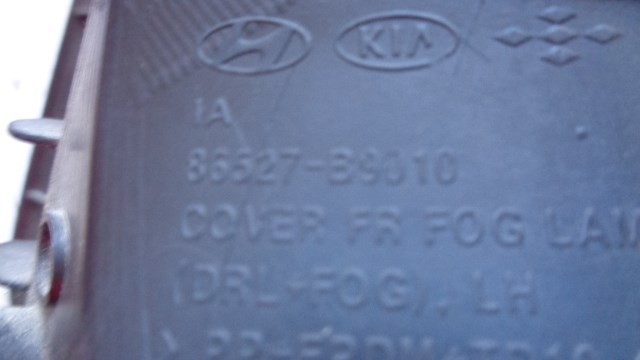 KIA
IA
86527-B9010
COVER FR FOG LAM
(DRL+FOG), LH